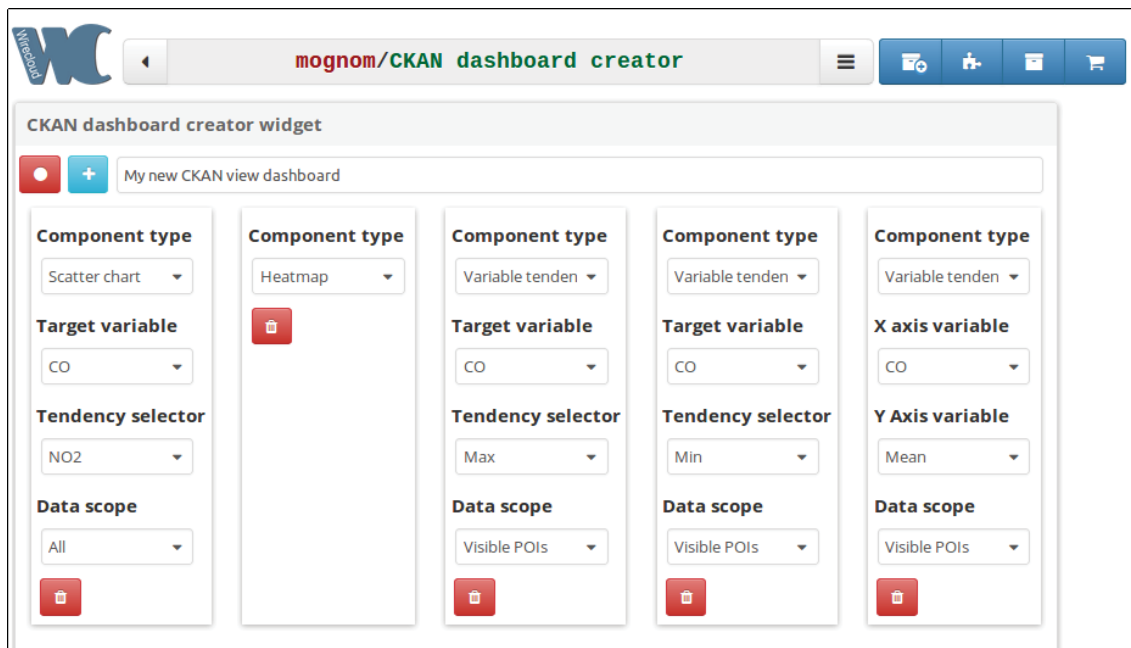 Wirecloud
WC
mognom/CKAN dashboard creator
CKAN dashboard creator widget
My new CKAN view dashboard
Component type
Scatter chart
Target variable
CO
Tendency selector
NO2
Data scope
All
Component type
Heatmap
Component type
Variable tenden
Target variable
CO
Tendency selector
Max
Data scope
Visible POIs
Component type
Variable tenden
Target variable
CO
Tendency selector
Min
Data scope
Visible POIs
Component type
Variable tenden
X axis variable
CO
Y Axis variable
Mean
Data scope
Visible POIs